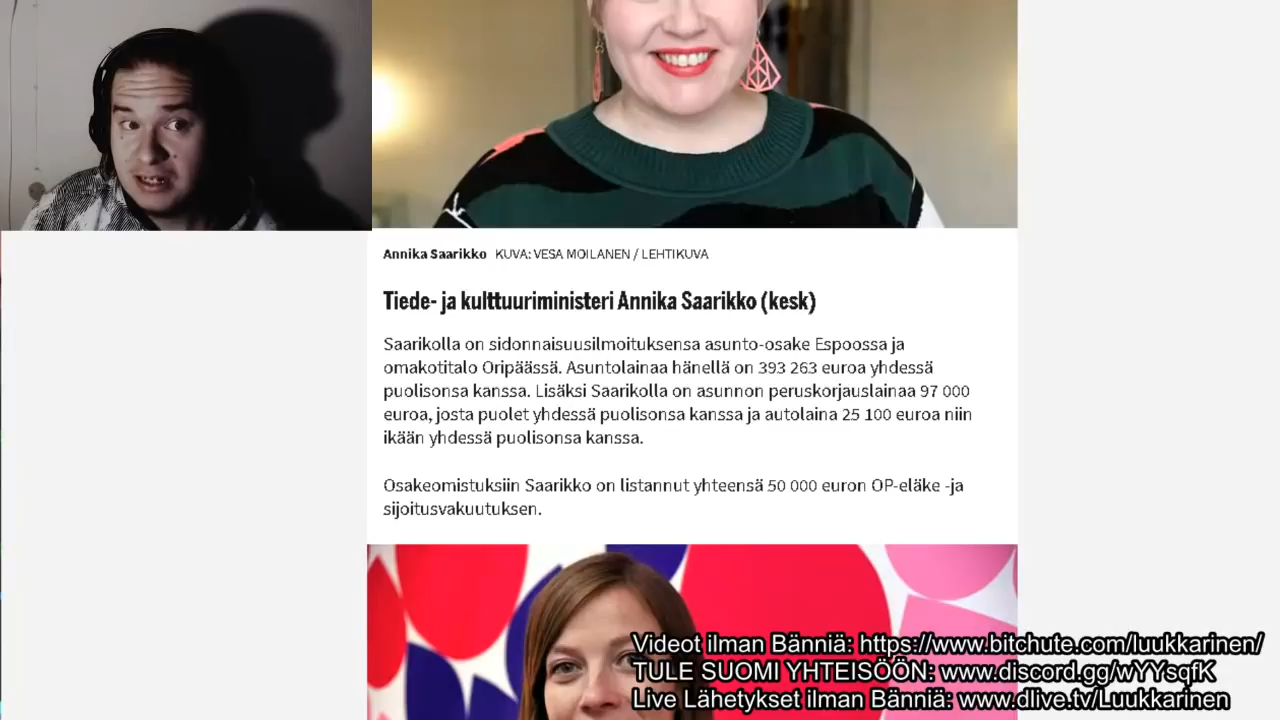 Annika Saarikko KUVA: VESA MOILANEN / LEHTIKUVA
Tiede- ja kulttuuriministeri Annika Saarikko (kesk)
Saarikolla on sidonnaisuusilmoituksensa asunto-osake Espoossa ja
omakotitalo Oripäässä. Asuntolainaa hänellä on 393 263 euroa yhdessä
puolisonsa kanssa. Lisäksi Saarikolla on asunnon peruskorjauslainaa 97 000
euroa, josta puolet yhdessä puolisonsa kanssa ja autolaina 25 100 euroa niin
ikään yhdessä puolisonsa kanssa.
Osakeomistuksiin Saarikko on listannut yhteensä 50 000 euron OP-eläke -ja
sijoitusvakuutuksen.
Videot ilman Bänniä: https://www.bitchute.com/luukkarinen/
TULE SUOMI YHTEISÖÖN: www.discord.gg/wYYsqfK
Live Lähetykset ilman Bänniä: www.dlive.tv/Luukkarinen